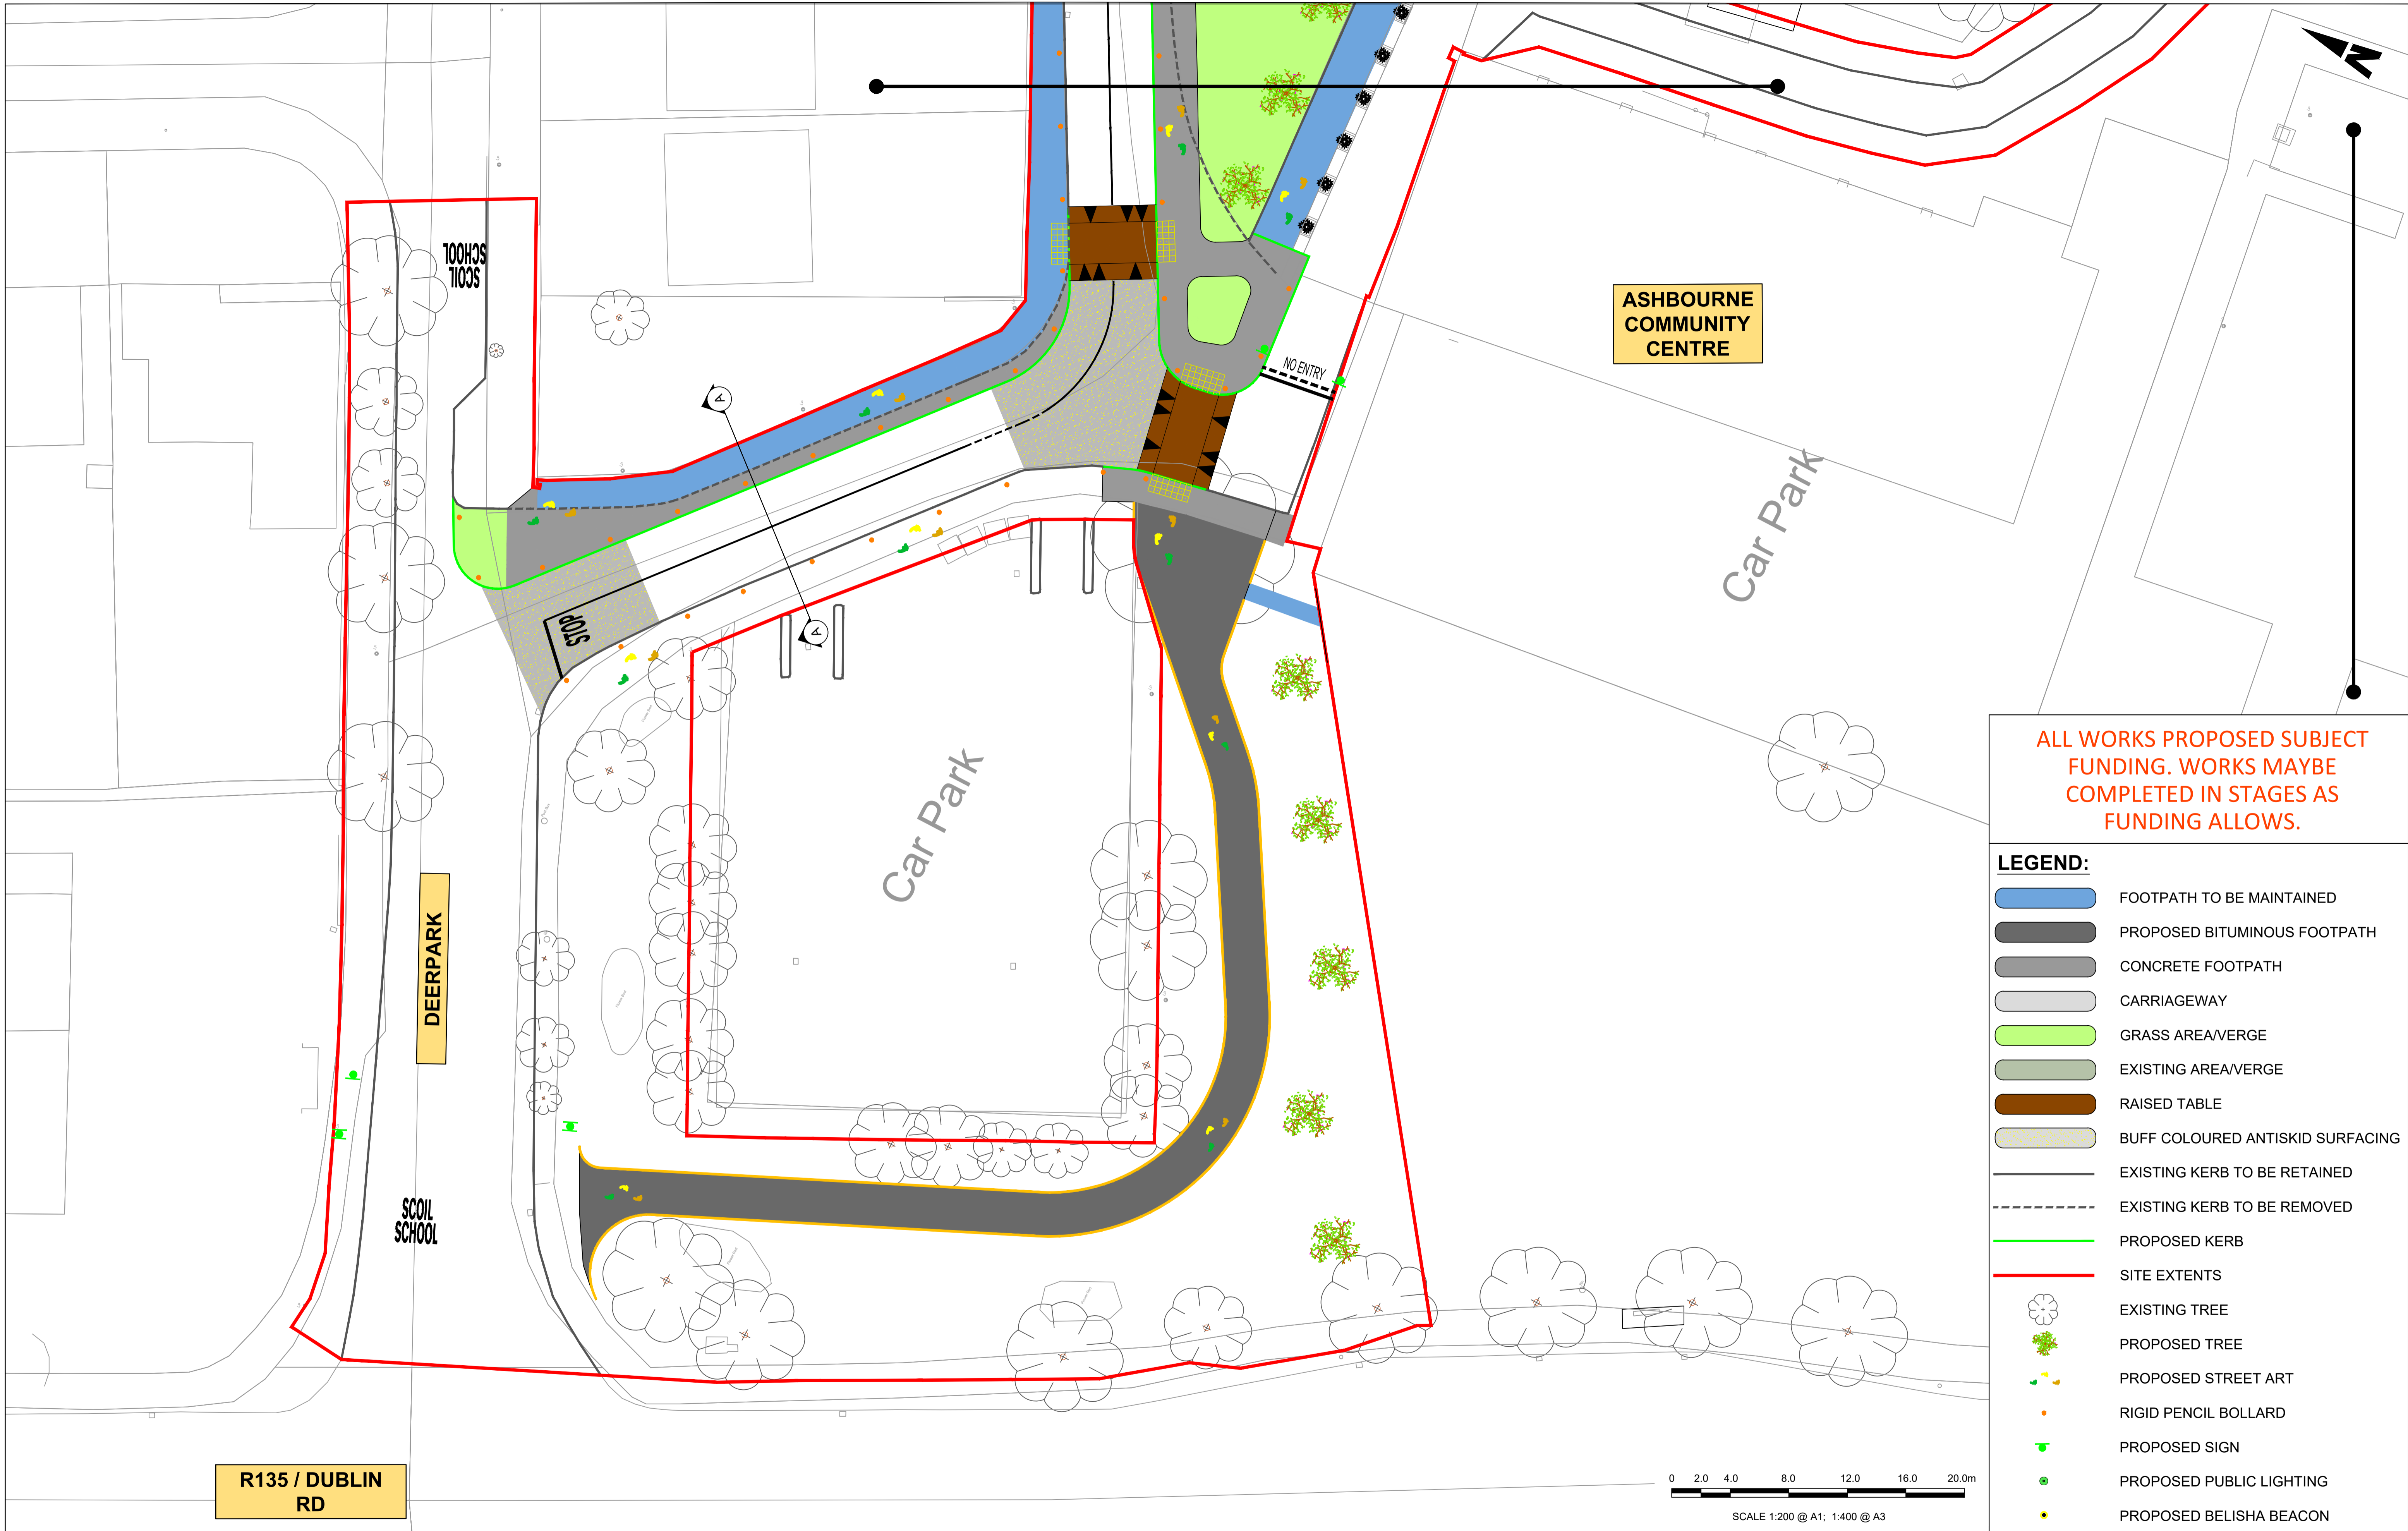 N
SCOIL
SCHOOL
NO ENTRY
ASHBOURNE
COMMUNITY
CENTRE
A
A
STOP
Car Park
Car Park
DEERPARK
SCOIL
SCHOOL
R135 / DUBLIN
RD
ALL WORKS PROPOSED SUBJECT
FUNDING. WORKS MAYBE
COMPLETED IN STAGES AS
FUNDING ALLOWS.
LEGEND:
FOOTPATH TO BE MAINTAINED
PROPOSED BITUMINOUS FOOTPATH
CONCRETE FOOTPATH
CARRIAGEWAY
GRASS AREA/VERGE
EXISTING AREA/VERGE
RAISED TABLE
BUFF COLOURED ANTISKID SURFACING
EXISTING KERB TO BE RETAINED
EXISTING KERB TO BE REMOVED
PROPOSED KERB
SITE EXTENTS
EXISTING TREE
PROPOSED TREE
PROPOSED STREET ART
RIGID PENCIL BOLLARD
PROPOSED SIGN
PROPOSED PUBLIC LIGHTING
PROPOSED BELISHA BEACON
0 2.0 4.0 8.0 12.0 16.0 20.0m
SCALE 1:200 @ A1; 1:400 @ A3